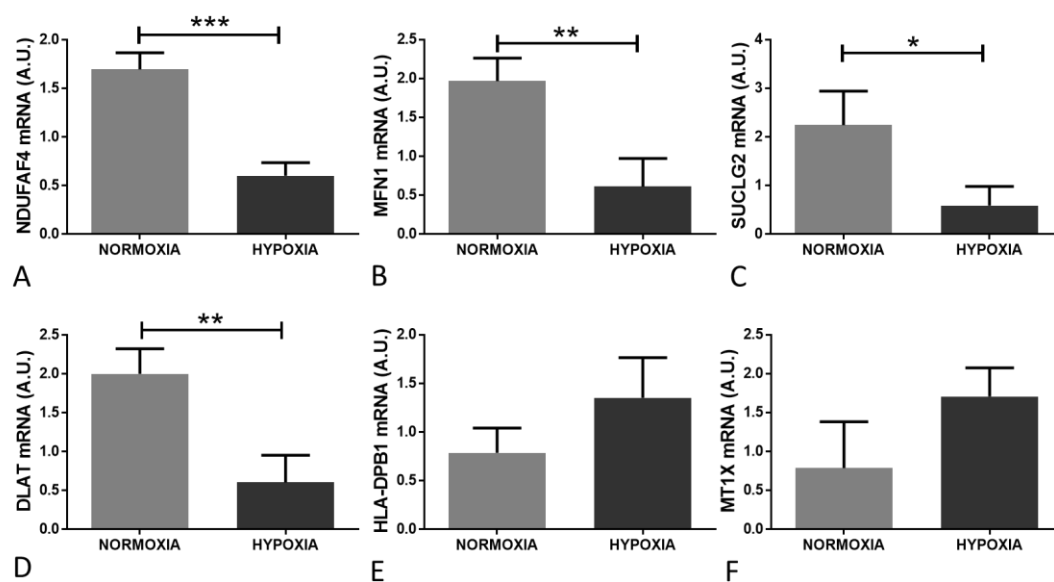 ***
NDUFAF4 mRNA (A.U.)
2.0
1.5
1.0
0.5
0.0
NORMOXIA HYPOXIA
A
**
MFN1 mRNA (A.U.)
2.5
2.0
1.5
1.0
0.5
0.0
NORMOXIA HYPOXIA
B
*
SUCLG2 mRNA (A.U.)
4
3
2
1
0
NORMOXIA HYPOXIA
C
**
DLAT mRNA (A.U.)
2.5
2.0
1.5
1.0
0.5
0.0
NORMOXIA HYPOXIA
D
HLA-DPB1 mRNA (A.U.)
2.0
1.5
1.0
0.5
0.0
NORMOXIA HYPOXIA
E
MT1X mRNA (A.U.)
2.5
2.0
1.5
1.0
0.5
0.0
NORMOXIA HYPOXIA
F